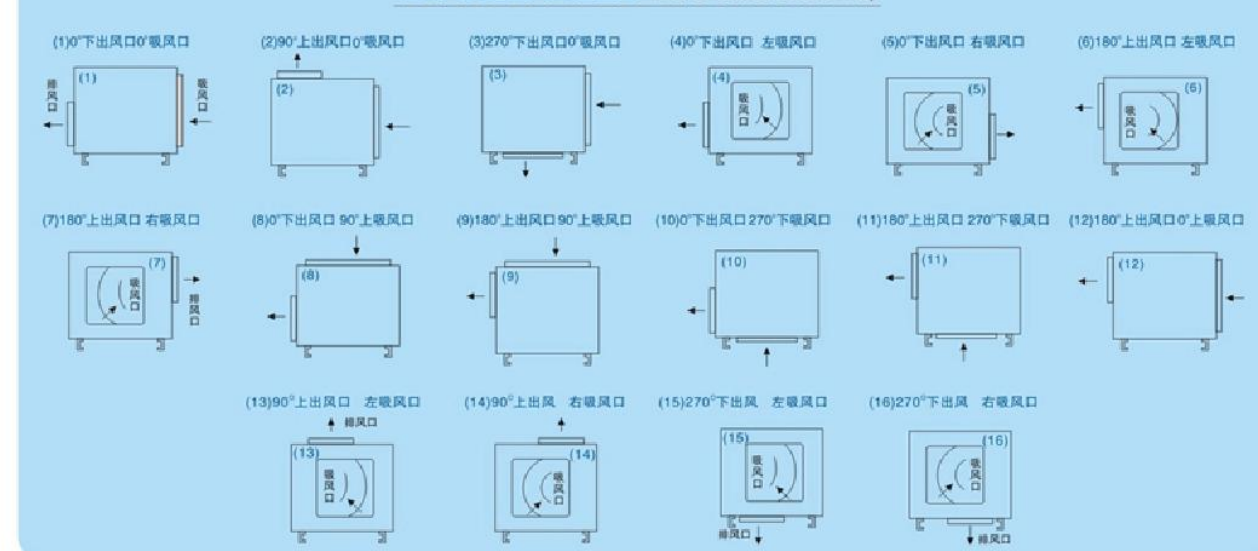 (1)0°下出风口0°吸风口
(2)90°上出风口0°吸风口
(3)270°下出风口0°吸风口
(4)0°下出风口 左吸风口
(5)0°下出风口 右吸风口
(6)180°上出风口 左吸风口
排风口
(1)
吸风口
(2)
(3)
(4)
吸风口
(5)
吸风口
(6)
吸风口
(7)180°上出风口 右吸风口
(8)0°下出风口 90°上吸风口
(9)180°上出风口 90°上吸风口
(10)0°下出风口 270°下吸风口
(11)180°上出风口 270°下吸风口
(12)180°上出风口0°上吸风口
(7)
吸风口
排风口
(8)
(9)
(10)
(11)
(12)
(13)90°上出风口 左吸风口
(14)90°上出风 右吸风口
(15)270°下出风 左吸风口
(16)270°下出风 右吸风口
排风口
(13)
吸风口
(14)
吸风口
(15)
吸风口
排风口
(16)
吸风口
排风口